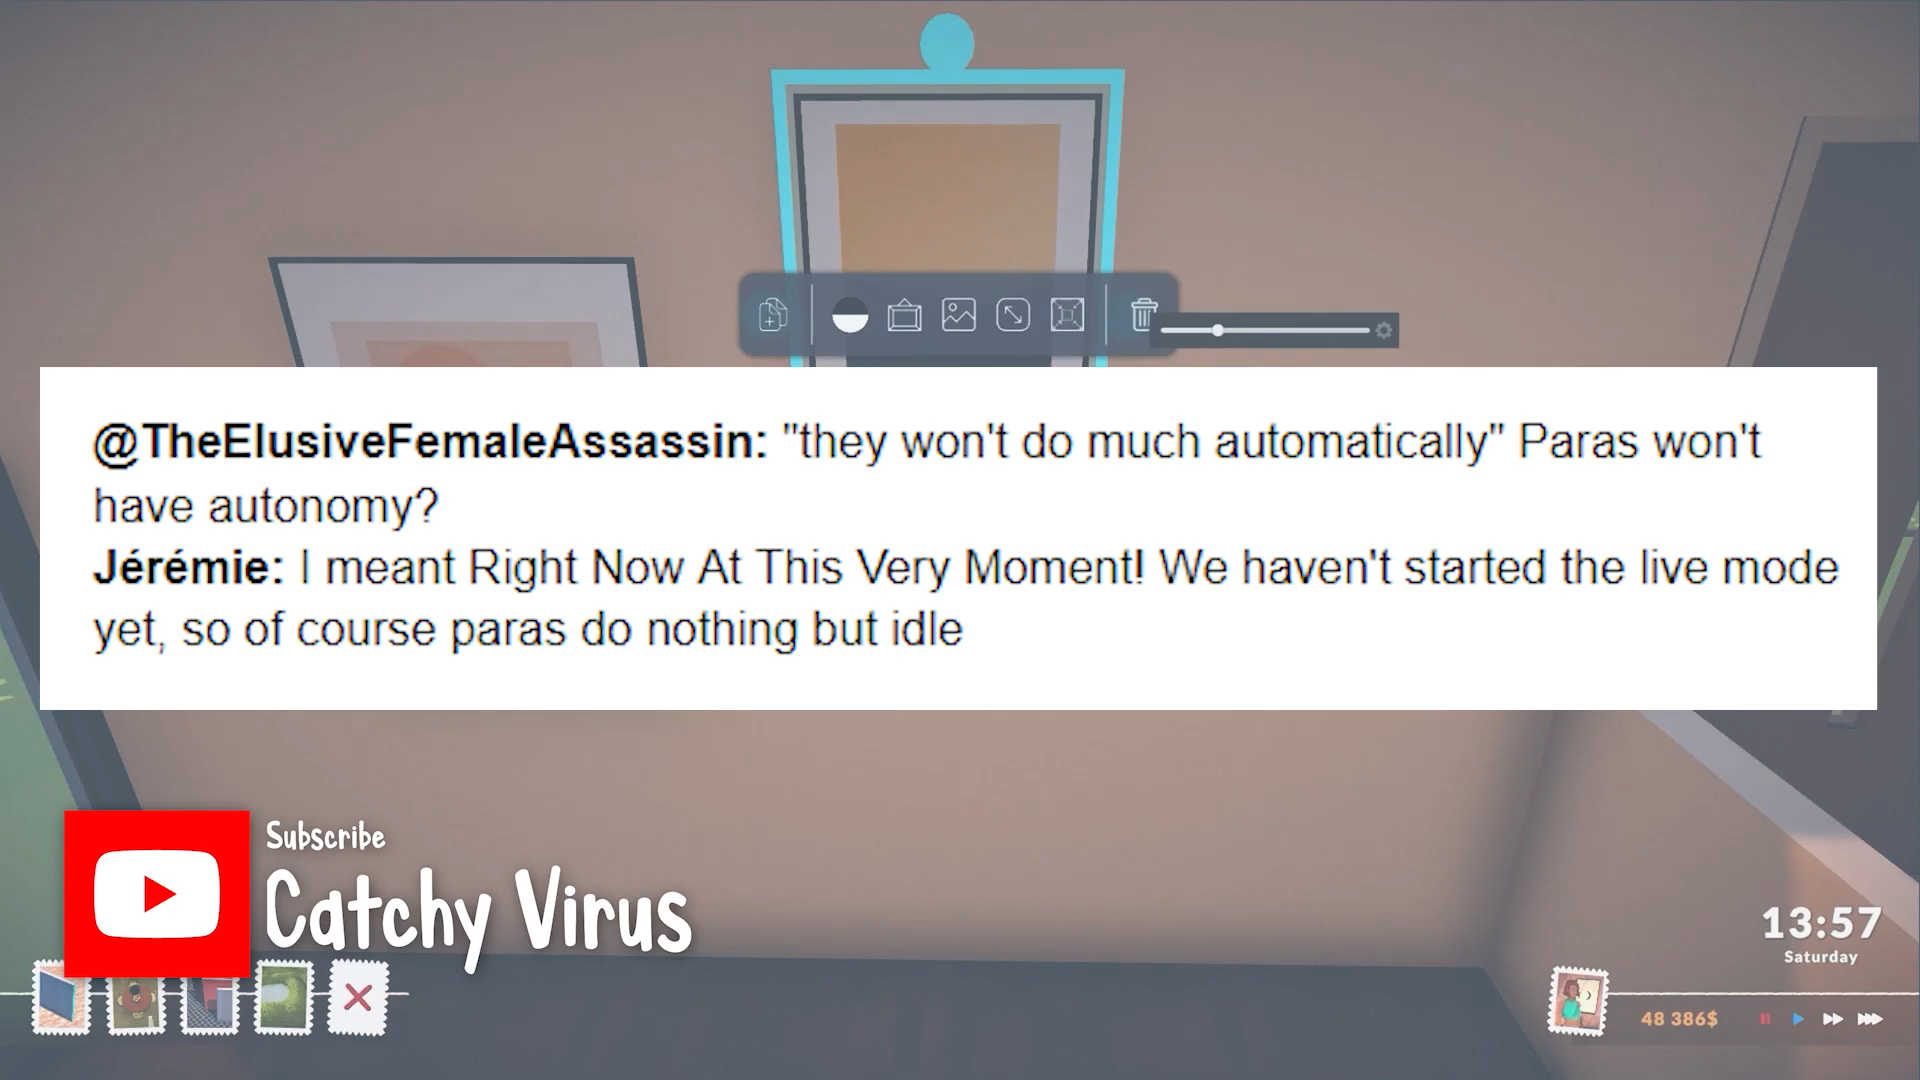 @TheElusiveFemaleAssassin: "they won't do much automatically" Paras won't
have autonomy?
Jérémie: I meant Right Now At This Very Moment! We haven't started the live mode
yet, so of course paras do nothing but idle
Subscribe
Catchy Virus
13:57
Saturday
48 386$